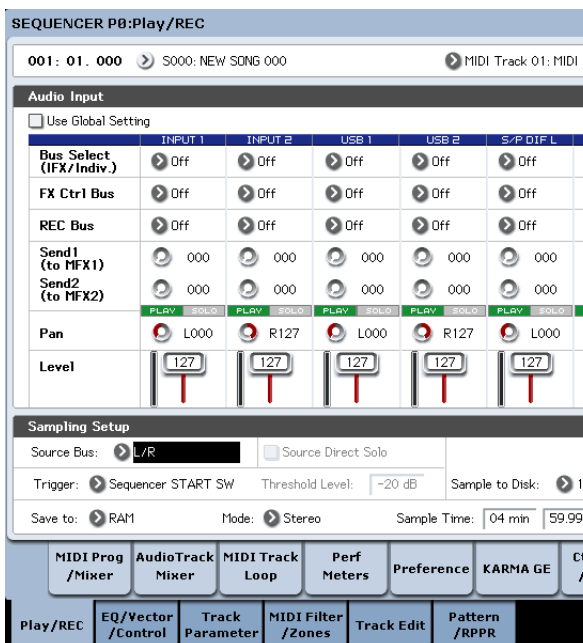 SEQUENCER P0:Play/REC
001: 01. 000 S000: NEW SONG 000 MIDI Track 01: MIDI
Audio Input
Use Global Setting
INPUT 1 INPUT 2 USB 1 USB 2 S/P DIF L
Bus Select
(IFX/Indiv.) Off Off Off Off Off
FX Ctrl Bus Off Off Off Off Off
REC Bus Off Off Off Off Off
Send1
(to MFX1) 000 000 000 000 000
Send2
(to MFX2) 000 000 000 000 000
PLAY SOLO PLAY SOLO PLAY SOLO PLAY SOLO PLAY SOLO
Pan L000 R127 L000 R127 L000
Level 127 127 127 127 127
Sampling Setup
Source Bus: L/R Source Direct Solo
Trigger: Sequencer START SW Threshold Level: -20 dB Sample to Disk: 1
Save to: RAM Mode: Stereo Sample Time: 04 min 59.99
MIDI Prog
/Mixer
AudioTrack
Mixer
MIDI Track
Loop
Perf
Meters
Preference
KARMA GE
Play/REC
EQ/Vector
/Control
Track
Parameter
MIDI Filter
/Zones
Track Edit
Pattern
/RPPR